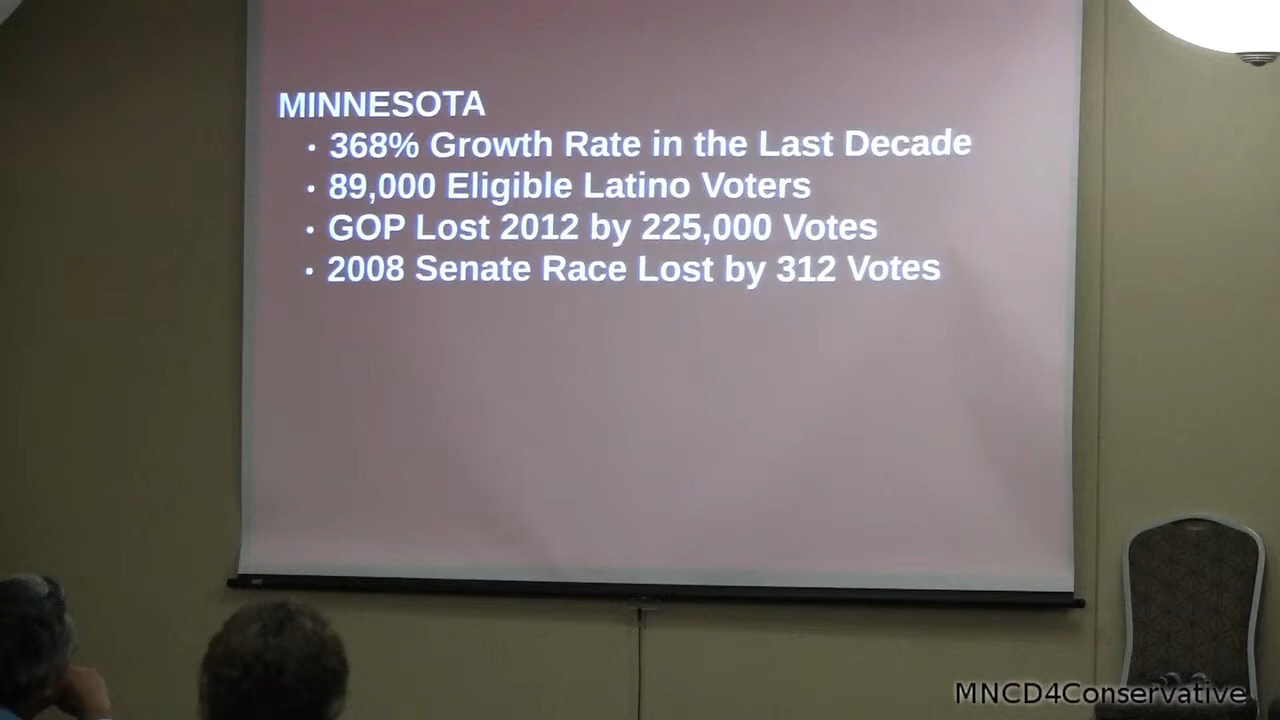 MINNESOTA
• 368% Growth Rate in the Last Decade
• 89,000 Eligible Latino Voters
• GOP Lost 2012 by 225,000 Votes
• 2008 Senate Race Lost by 312 Votes
MNCD4Conservative